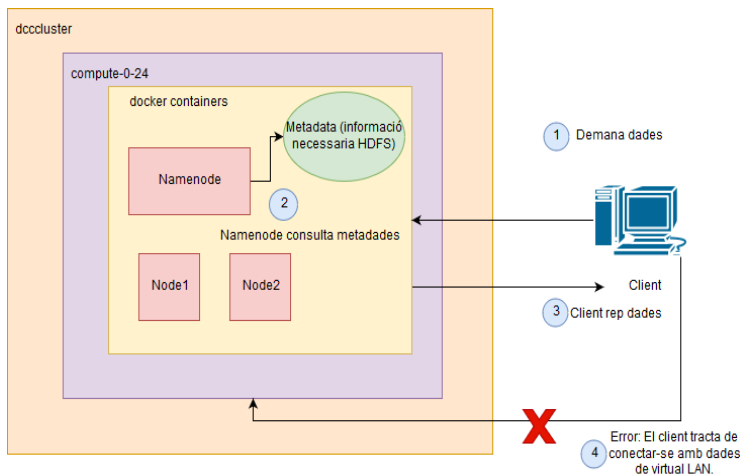 dcccluster
compute-0-24
docker containers
Metadata (informació
necessaria HDFS)
Namenode
2
Namenode consulta metadades
Node1
Node2
1
Demana dades
Client
3
Client rep dades
4
Error: El client tracta de
conectar-se amb dades
de virtual LAN.